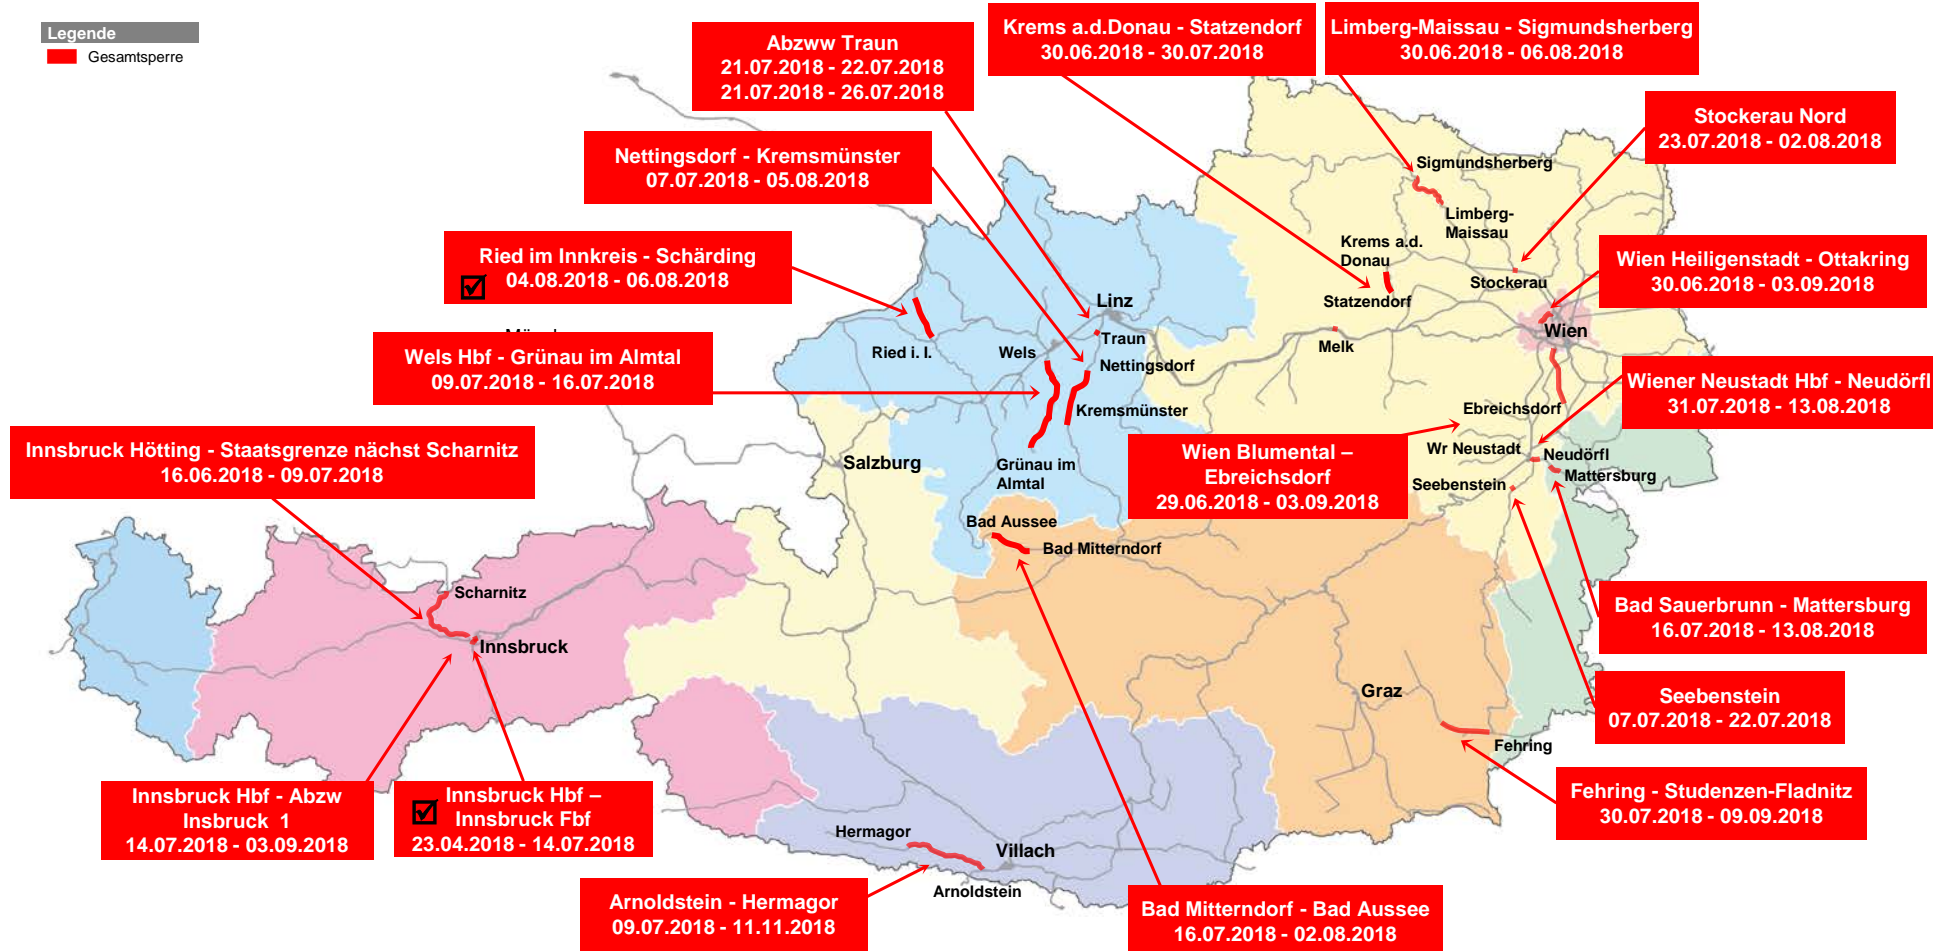 Legende
Gesamtsperre
Abzww Traun
21.07.2018 - 22.07.2018
21.07.2018 - 26.07.2018
Krems a.d.Donau - Statzendorf
30.06.2018 - 30.07.2018
Limberg-Maissau - Sigmundsherberg
30.06.2018 - 06.08.2018
Stockerau Nord
23.07.2018 - 02.08.2018
Nettingsdorf - Kremsmünster
07.07.2018 - 05.08.2018
Ried im Innkreis - Schärding
04.08.2018 - 06.08.2018
Wien Heiligenstadt - Ottakring
30.06.2018 - 03.09.2018
Wels Hbf - Grünau im Almtal
09.07.2018 - 16.07.2018
Wiener Neustadt Hbf - Neudörfl
31.07.2018 - 13.08.2018
Innsbruck Hötting - Staatsgrenze nächst Scharnitz
16.06.2018 - 09.07.2018
Wien Blumental –
Ebreichsdorf
29.06.2018 - 03.09.2018
Bad Sauerbrunn - Mattersburg
16.07.2018 - 13.08.2018
Seebenstein
07.07.2018 - 22.07.2018
Fehring - Studenzen-Fladnitz
30.07.2018 - 09.09.2018
Innsbruck Hbf - Abzw
Insbruck 1
14.07.2018 - 03.09.2018
Innsbruck Hbf –
Innsbruck Fbf
23.04.2018 - 14.07.2018
Arnoldstein - Hermagor
09.07.2018 - 11.11.2018
Bad Mitterndorf - Bad Aussee
16.07.2018 - 02.08.2018
Sigmundsherberg
Limberg-
Maissau
Krems a.d.
Donau
Stockerau
Statzendorf
Linz
Traun
Wien
Melk
Ried i. I.
Wels
Nettingsdorf
Kremsmünster
Ebreichsdorf
Wr Neustadt
Neudörfl
Mattersburg
Seebenstein
Salzburg
Grünau im
Almtal
Bad Aussee
Bad Mitterndorf
Scharnitz
Innsbruck
Graz
Fehring
Hermagor
Villach
Arnoldstein